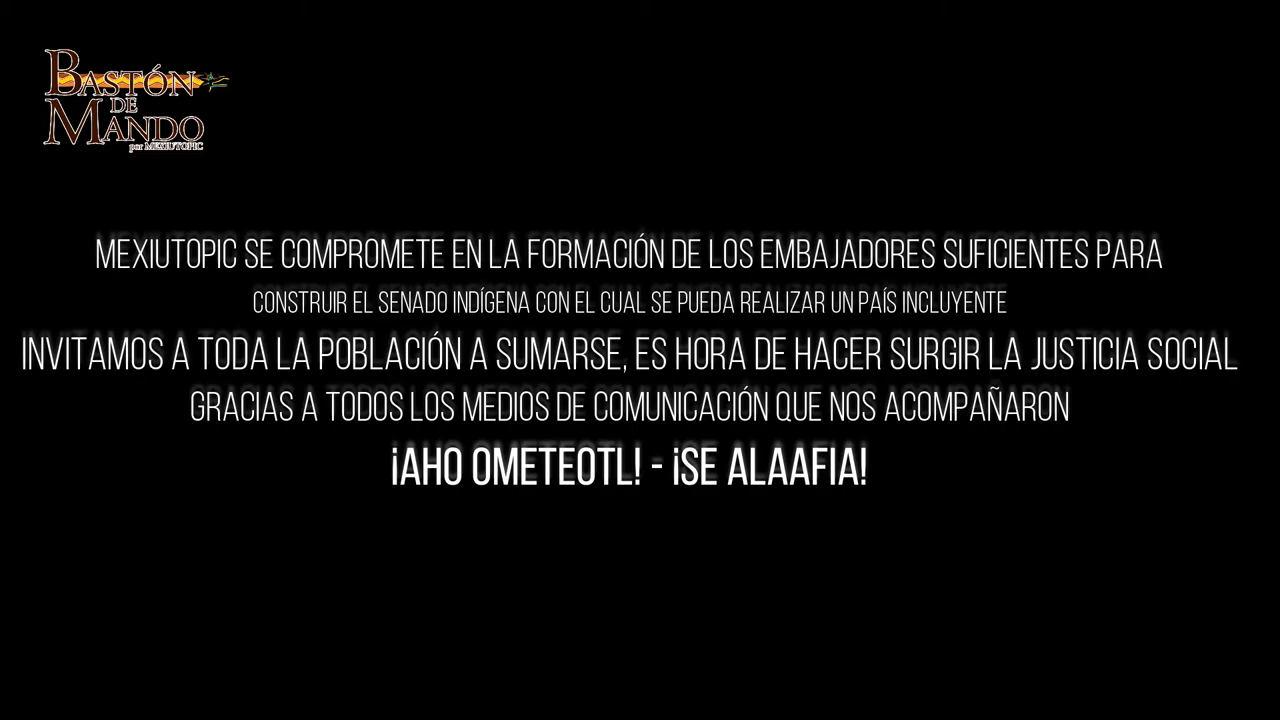 BASTÓN
DE
MANDO
por MEXIUTOPIC
MEXIUTOPIC SE COMPROMETE EN LA FORMACIÓN DE LOS EMBAJADORES SUFICIENTES PARA
CONSTRUIR EL SENADO INDÍGENA CON EL CUAL SE PUEDA REALIZAR UN PAÍS INCLUYENTE
INVITAMOS A TODA LA POBLACIÓN A SUMARSE, ES HORA DE HACER SURGIR LA JUSTICIA SOCIAL
GRACIAS A TODOS LOS MEDIOS DE COMUNICACIÓN QUE NOS ACOMPAÑARON
¡AHO OMETEOTL! - ¡SE ALAAFIA!